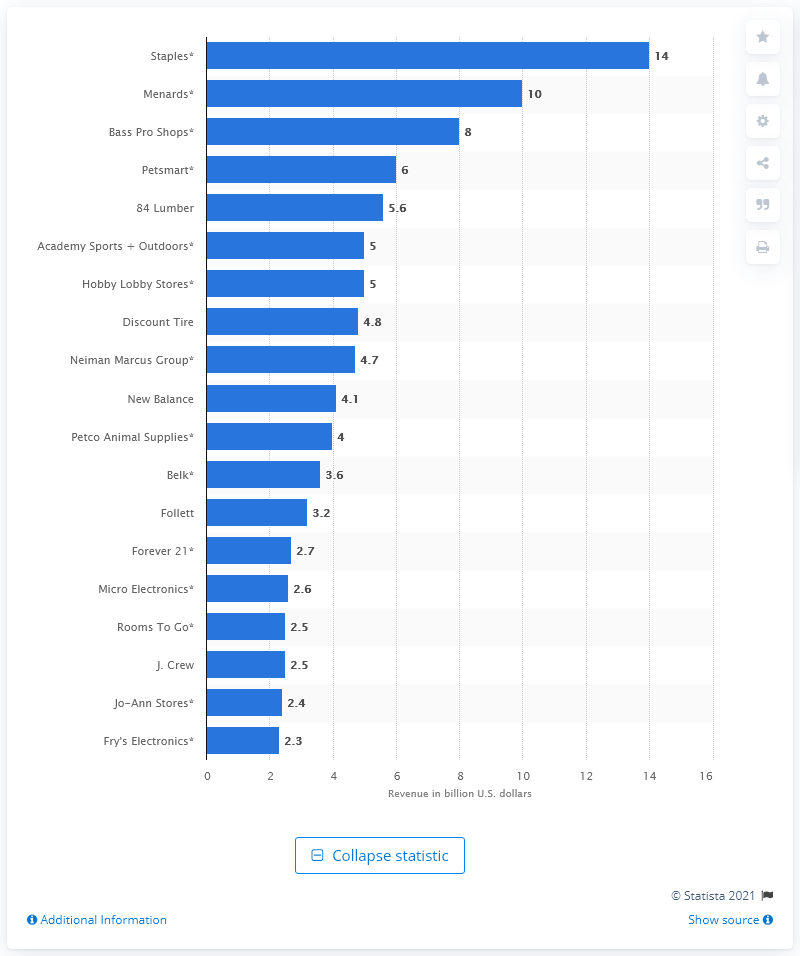 Staples* 14
Menards* 10
Bass Pro Shops* 8
Petsmart* 6
84 Lumber 5.6
Academy Sports + Outdoors* 5
Hobby Lobby Stores* 5
Discount Tire 4.8
Neiman Marcus Group* 4.7
New Balance 4.1
Petco Animal Supplies* 4
Belk* 3.6
Follett 3.2
Forever 21* 2.7
Micro Electronics* 2.6
Rooms To Go* 2.5
J. Crew 2.5
Jo-Ann Stores* 2.4
Fry's Electronics* 2.3
0 2 4 6 8 10 12 14 16
Revenue in billion U.S. dollars
Collapse statistic
© Statista 2021
Additional Information Show source